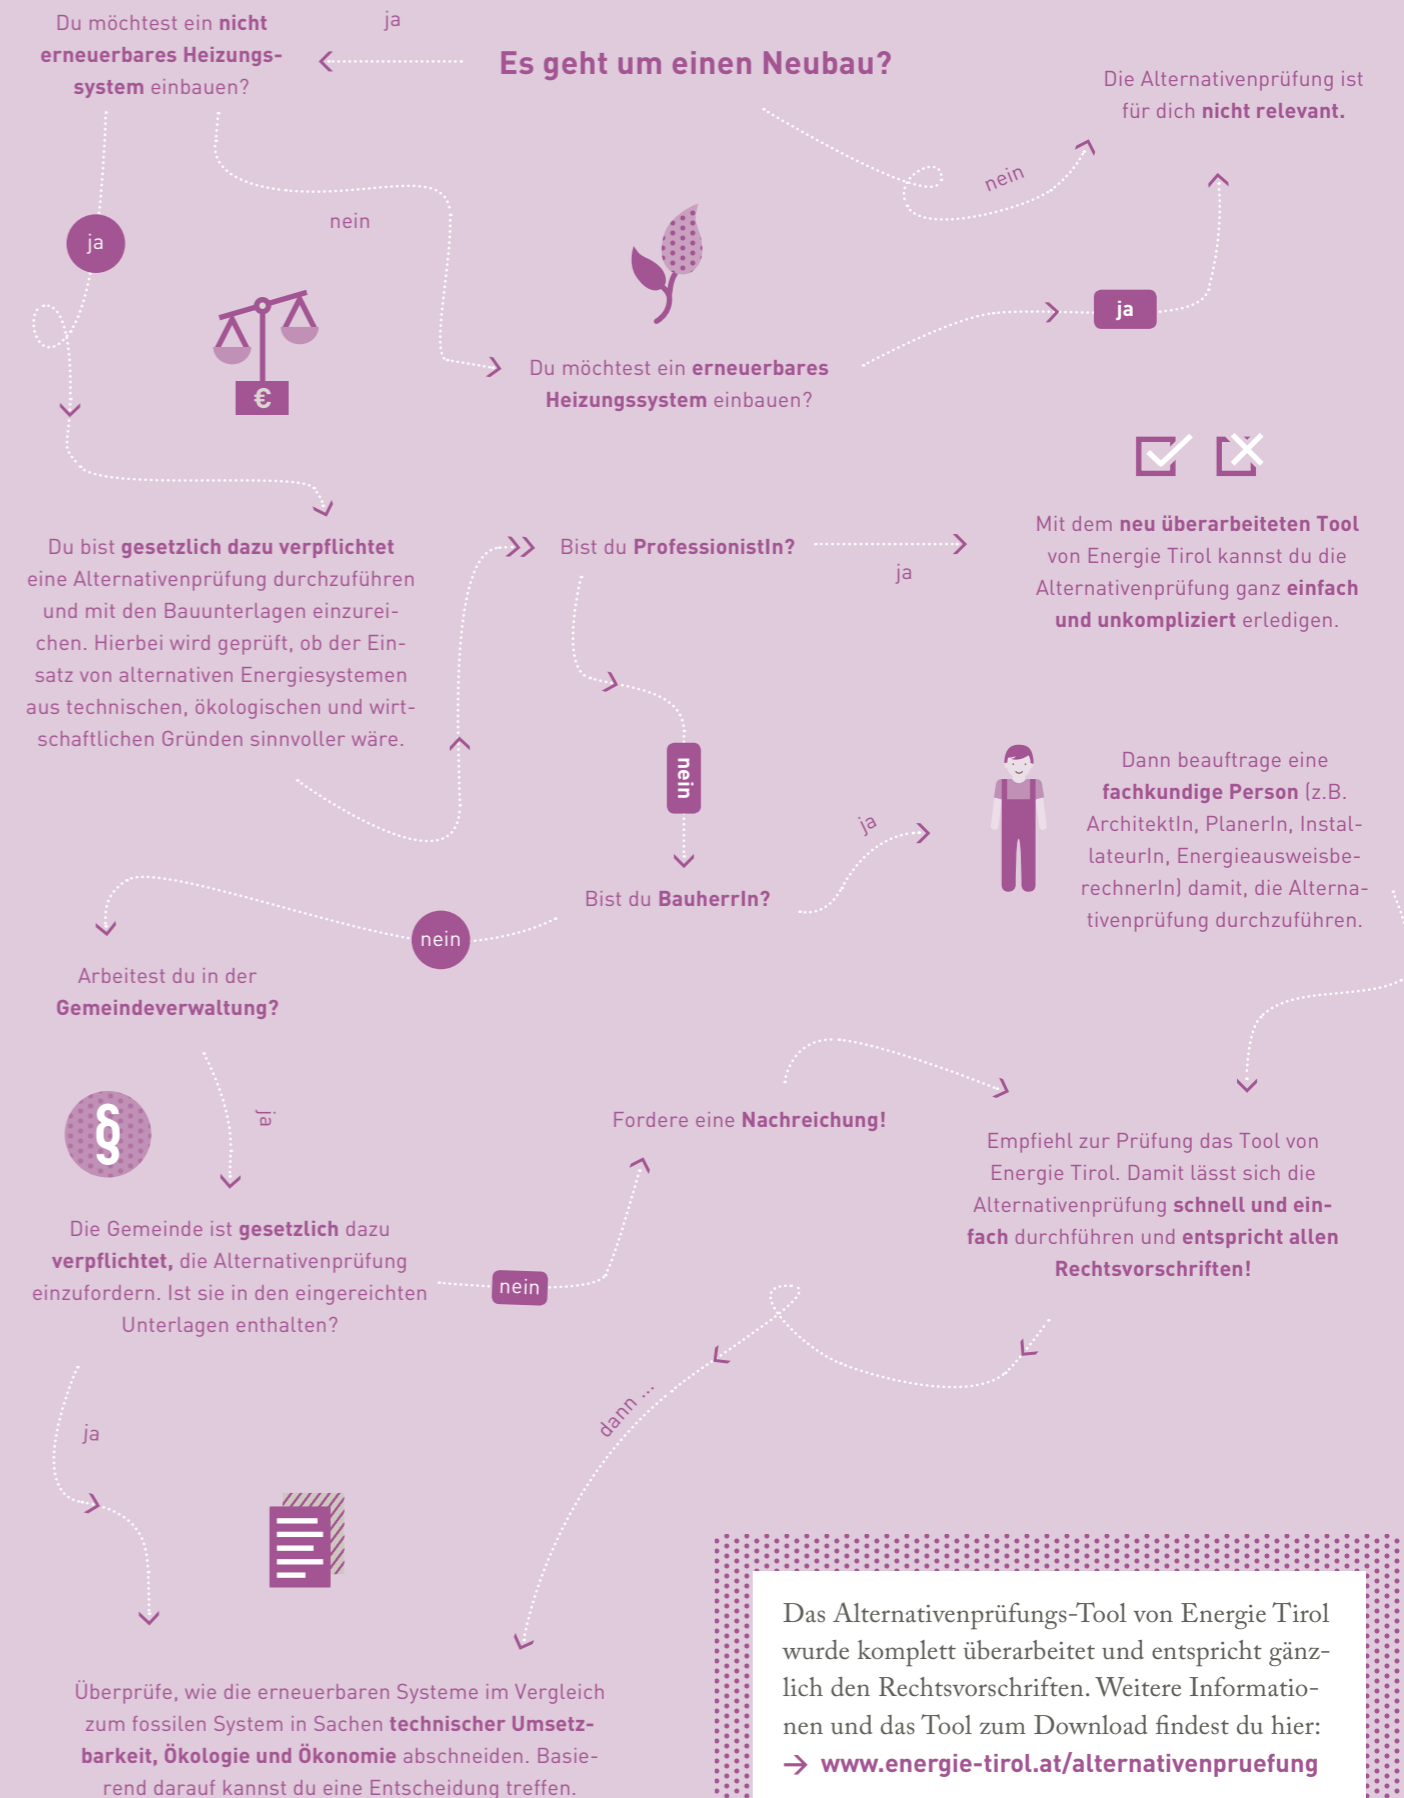 Du möchtest ein nicht
erneuerbares Heizungs-
system einbauen?
ja
Es geht um einen Neubau?
Die Alternativenprüfung ist
für dich nicht relevant.
nein
ja
nein
€
ja
Du möchtest ein erneuerbares
Heizungssystem einbauen?
Du bist gesetzlich dazu verpflichtet
eine Alternativenprüfung durchzuführen
und mit den Bauunterlagen einzurei-
chen. Hierbei wird geprüft, ob der Ein-
satz von alternativen Energiesystemen
aus technischen, ökologischen und wirt-
schaftlichen Gründen sinnvoller wäre.
Bist du ProfessionistIn?
ja
Mit dem neu überarbeiteten Tool
von Energie Tirol kannst du die
Alternativenprüfung ganz einfach
und unkompliziert erledigen.
nein
Bist du BauherrIn?
ja
Dann beauftrage eine
fachkundige Person (z.B.
ArchitektIn, PlanerIn, Instal-
lateurIn, Energieausweisbe-
rechnerIn) damit, die Alterna-
tivenprüfung durchzuführen.
nein
Arbeitest du in der
Gemeindeverwaltung?
ja
§
Die Gemeinde ist gesetzlich dazu
verpflichtet, die Alternativenprüfung
einzufordern. Ist sie in den eingereichten
Unterlagen enthalten?
nein
Fordere eine Nachreichung!
Empfiehl zur Prüfung das Tool von
Energie Tirol. Damit lässt sich die
Alternativenprüfung schnell und ein-
fach durchführen und entspricht allen
Rechtsvorschriften!
dann ...
ja
Überprüfe, wie die erneuerbaren Systeme im Vergleich
zum fossilen System in Sachen technischer Umsetz-
barkeit, Ökologie und Ökonomie abschneiden. Basie-
rend darauf kannst du eine Entscheidung treffen.
Das Alternativenprüfungs-Tool von Energie Tirol
wurde komplett überarbeitet und entspricht gänz-
lich den Rechtsvorschriften. Weitere Informatio-
nen und das Tool zum Download findest du hier:
→ www.energie-tirol.at/alternativenpruefung